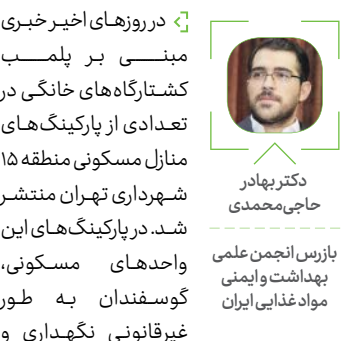 در روزهای اخیر خبری
مبنی بر پلمب
کشتارگاه‌های خانگی در
تعدادی از پارکینگ‌های
منازل مسکونی منطقه ۱۵
شهرداری تهران منتشر
شد. در پارکینگ‌های این
واحدهای مسکونی،
گوسفندان به طور
غیرقانونی نگهداری و
دکتر بهادر
حاجی‌محمدی
بازرس انجمن علمی
بهداشت و ایمنی
مواد غذایی ایران